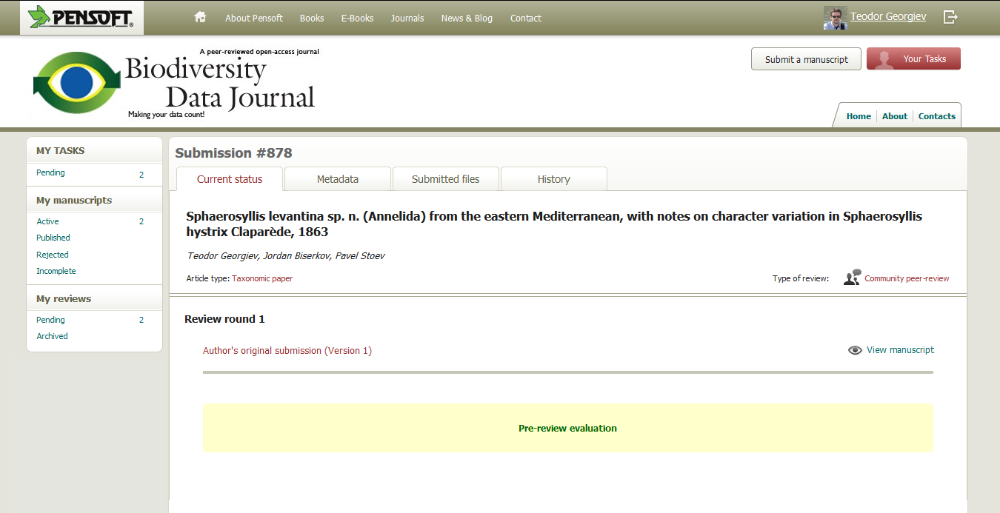 PENSOFT®
About Pensoft Books E-Books Journals News & Blog Contact
Teodor Georgiev
A peer-reviewed open-access journal
Biodiversity
Data Journal
Making your data count!
Submit a manuscript
Your Tasks
Home About Contacts
MY TASKS
Pending 2
My manuscripts
Active 2
Published
Rejected
Incomplete
My reviews
Pending 2
Archived
Submission #878
Current status Metadata Submitted files History
Sphaerosyllis levantina sp. n. (Annelida) from the eastern Mediterranean, with notes on character variation in Sphaerosyllis
hystrix Claparède, 1863
Teodor Georgiev, Jordan Biserkov, Pavel Stoev
Article type: Taxonomic paper
Type of review: Community peer-review
Review round 1
Author's original submission (Version 1)
View manuscript
Pre-review evaluation